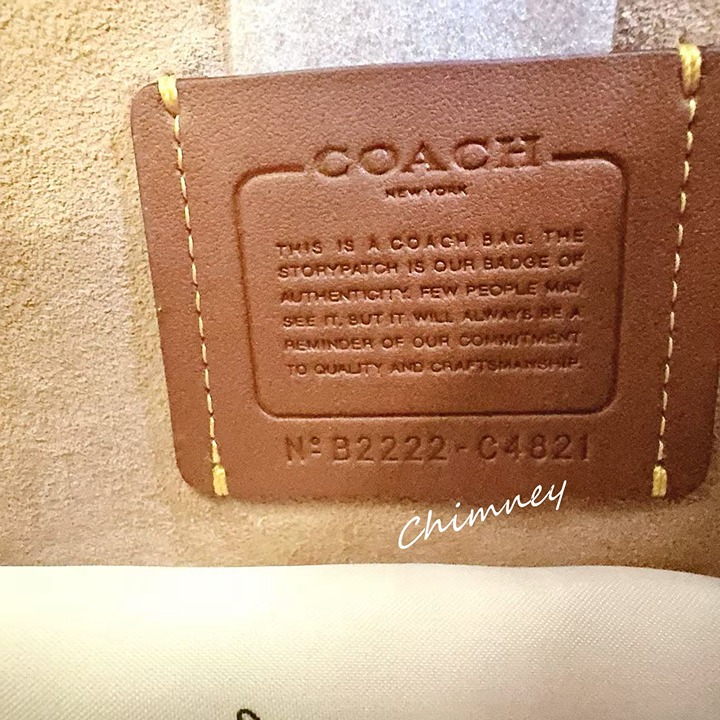 COACH
NEW YORK
THIS IS A COACH BAG. THE
STORYPATCH IS OUR BADGE OF
AUTHENTICITY. FEW PEOPLE MAY
SEE IT, BUT IT WILL ALWAYS BE A
REMINDER OF OUR COMMITMENT
TO QUALITY AND CRAFTSMANSHIP.
Nº B2222-C4821
Chimney